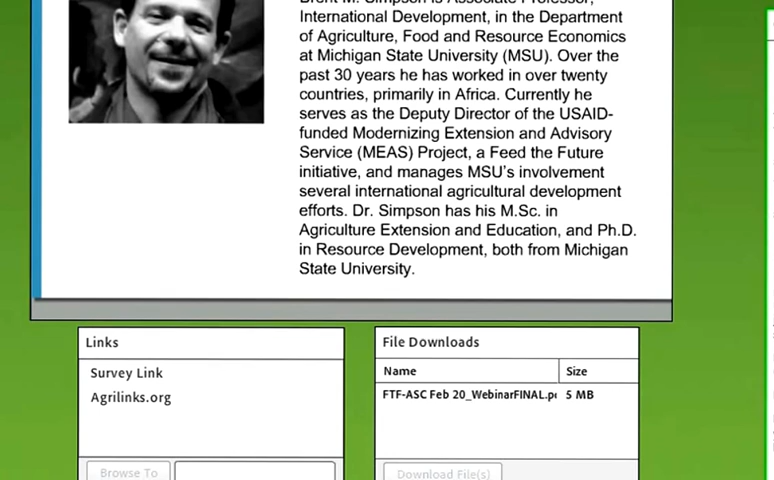 Brent M. Simpson is Associate Professor,
International Development, in the Department
of Agriculture, Food and Resource Economics
at Michigan State University (MSU). Over the
past 30 years he has worked in over twenty
countries, primarily in Africa. Currently he
serves as the Deputy Director of the USAID-
funded Modernizing Extension and Advisory
Service (MEAS) Project, a Feed the Future
initiative, and manages MSU's involvement
several international agricultural development
efforts. Dr. Simpson has his M.Sc. in
Agriculture Extension and Education, and Ph.D.
in Resource Development, both from Michigan
State University.
Links
Survey Link
Agrilinks.org
Browse To
File Downloads
Name Size
FTF-ASC Feb 20_WebinarFINAL.p 5 MB
Download File(s)